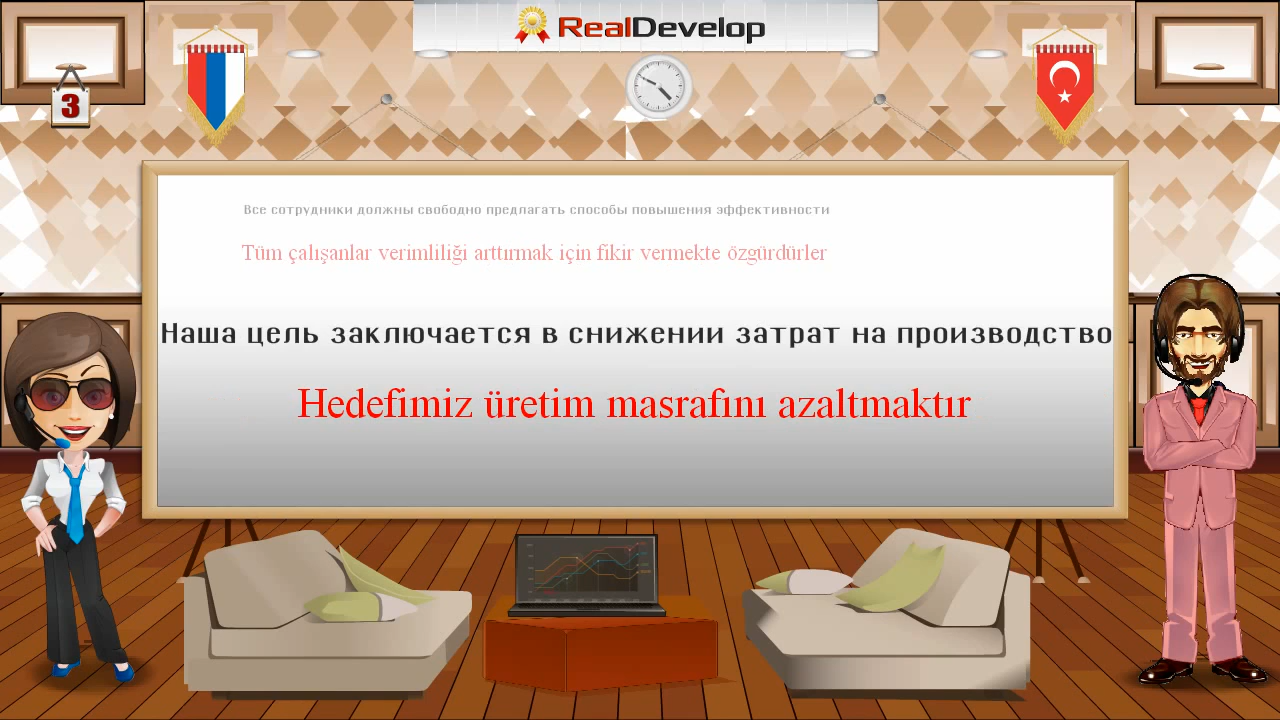 RealDevelop
3
Все сотрудники должны свободно предлагать способы повышения эффективности
Tüm çalışanlar verimliliği arttırmak için fikir vermekte özgürdürler
Наша цель заключается в снижении затрат на производство
Hedefimiz üretim masrafını azaltmaktır